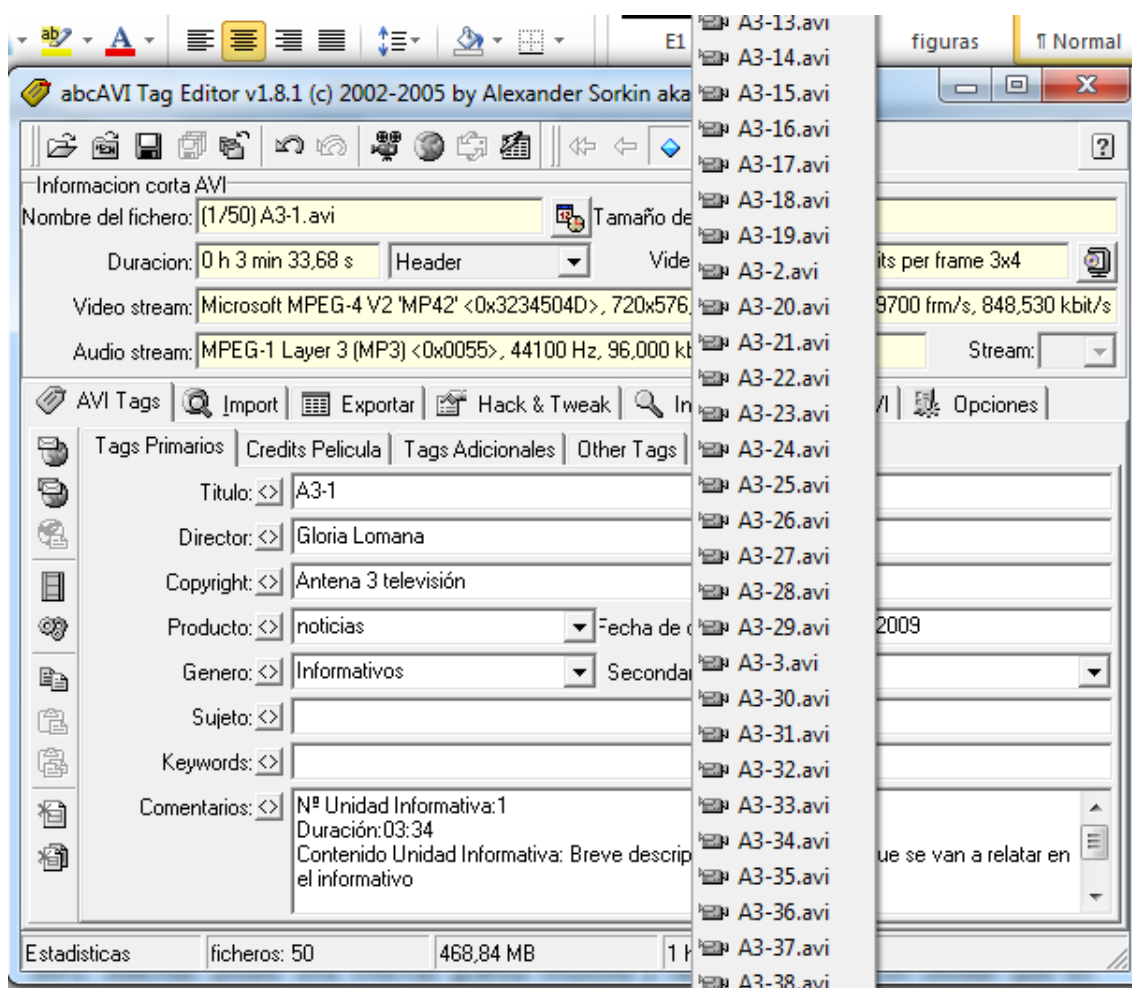 E1
figuras
¶ Normal
abcAVI Tag Editor v1.8.1 (c) 2002-2005 by Alexander Sorkin aka
Informacion corta AVI
Nombre del fichero: (1/50) A3-1.avi
Tamaño de
Duracion: 0 h 3 min 33,68 s
Header
its per frame 3x4
Video stream: Microsoft MPEG-4 V2 'MP42' <0x3234504D>, 720x576,
9700 frm/s, 848,530 kbit/s
Audio stream: MPEG-1 Layer 3 (MP3) <0x0055>, 44100 Hz, 96,000
Stream:
AVI Tags
Import
Exportar
Hack & Tweak
Opciones
Tags Primarios
Credits Pelicula
Tags Adicionales
Other Tags
Titulo: <> A3-1
Director: <> Gloria Lomana
Copyright: <> Antena 3 televisión
Producto: <> noticias
Fecha de
2009
Genero: <> Informativos
Sujeto: <>
Keywords: <>
Comentarios: <> Nº Unidad Informativa:1
Duración:03:34
Contenido Unidad Informativa: Breve
ue se van a relatar en
el informativo
Estadisticas
ficheros: 50
468,84 MB
A3-13.avi
A3-14.avi
A3-15.avi
A3-16.avi
A3-17.avi
A3-18.avi
A3-19.avi
A3-2.avi
A3-20.avi
A3-21.avi
A3-22.avi
A3-23.avi
A3-24.avi
A3-25.avi
A3-26.avi
A3-27.avi
A3-28.avi
A3-29.avi
A3-3.avi
A3-30.avi
A3-31.avi
A3-32.avi
A3-33.avi
A3-34.avi
A3-35.avi
A3-36.avi
A3-37.avi
A3-38.avi